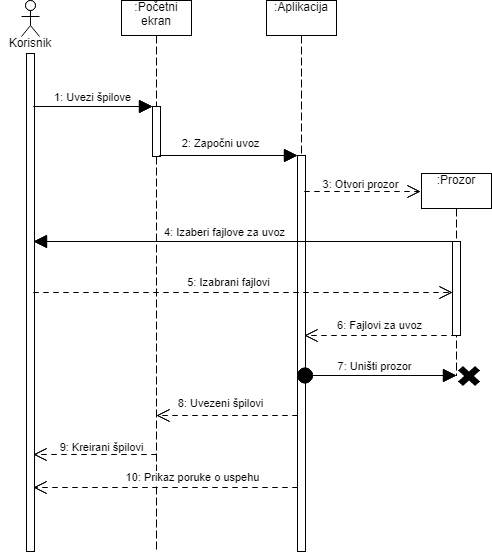 :Početni
ekran
:Aplikacija
Korisnik
1: Uvezi špilove
2: Započni uvoz
3: Otvori prozor
:Prozor
4: Izaberi fajlove za uvoz
5: Izabrani fajlovi
6: Fajlovi za uvoz
7: Uništi prozor
8: Uvezeni špilovi
9: Kreirani špilovi
10: Prikaz poruke o uspehu